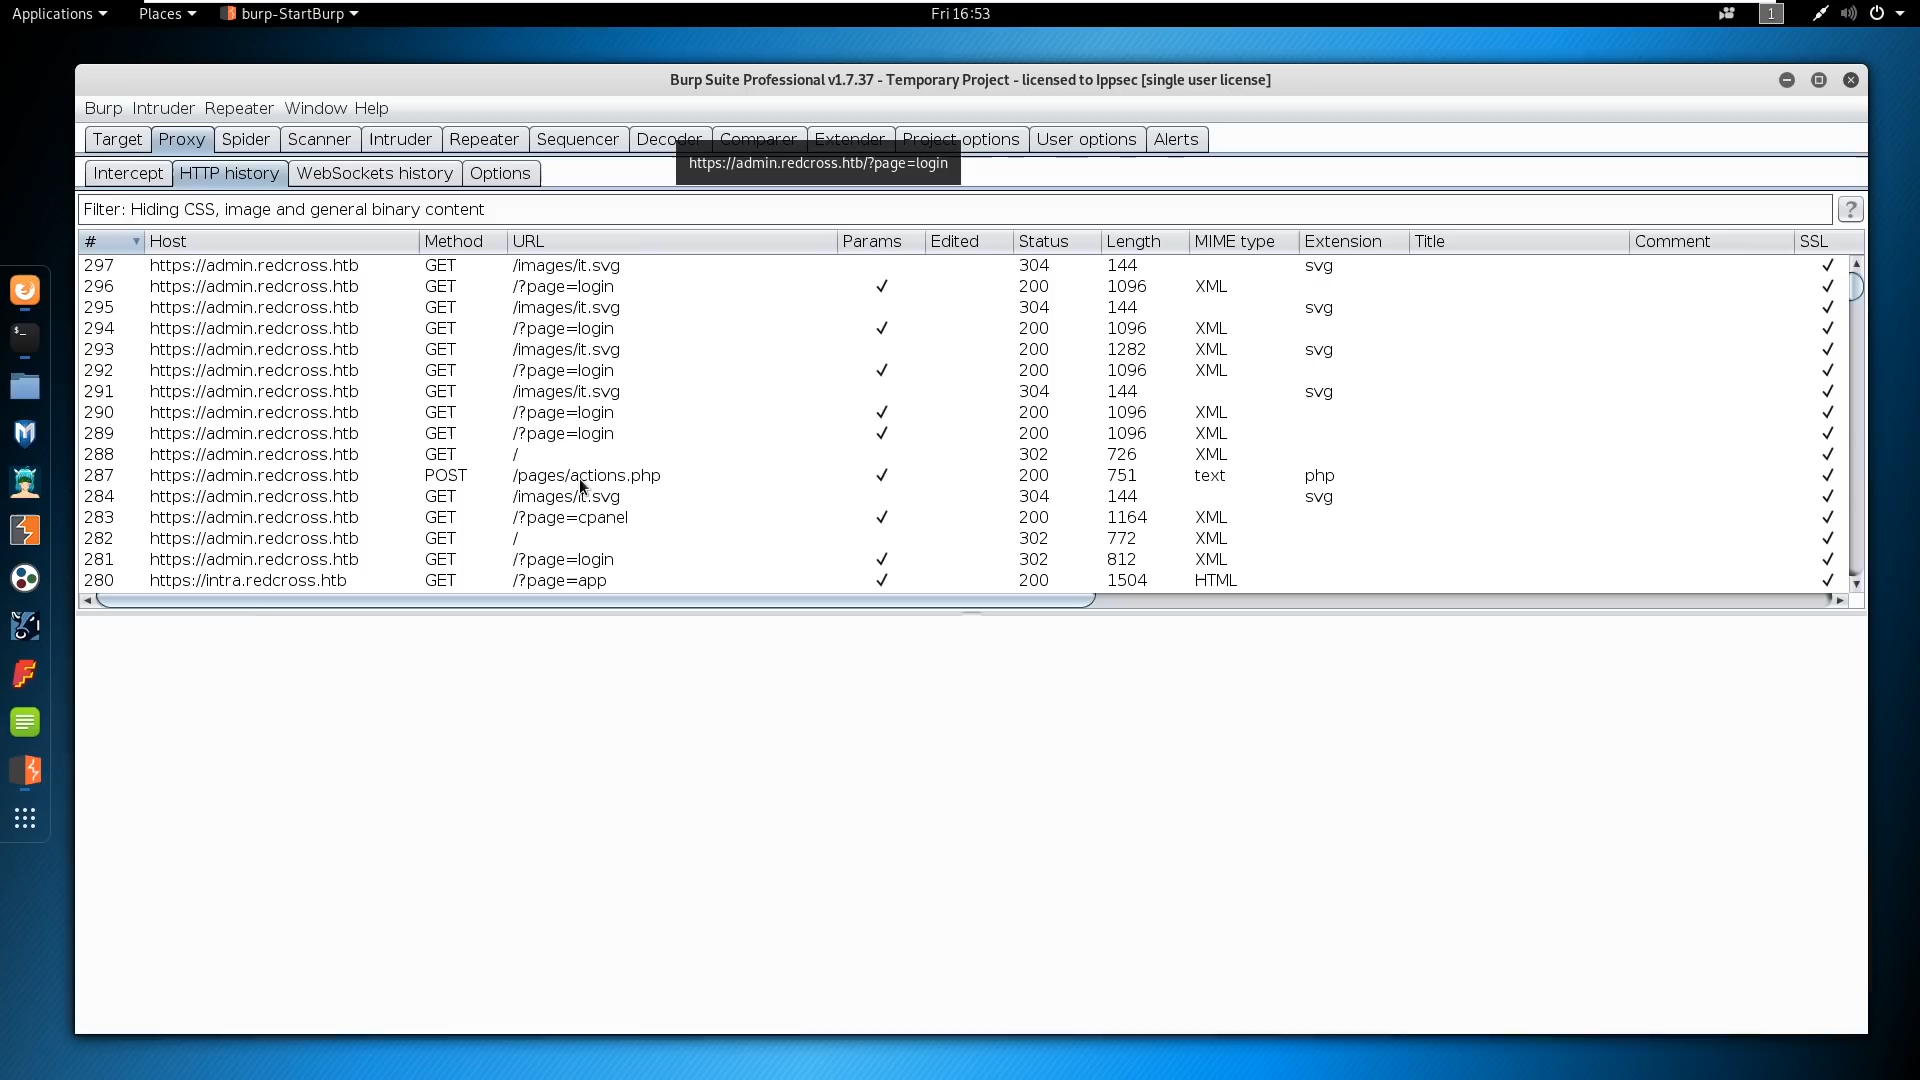 Applications Places burp-StartBurp Fri 16:53 1
Burp Suite Professional v1.7.37 - Temporary Project - licensed to Ippsec [single user license]
Burp Intruder Repeater Window Help
Target Proxy Spider Scanner Intruder Repeater Sequencer Decoder Comparer Extender Project options User options Alerts
https://admin.redcross.htb/?page=login
Intercept HTTP history WebSockets history Options
Filter: Hiding CSS, image and general binary content ?
# Host Method URL Params Edited Status Length MIME type Extension Title Comment SSL
297 https://admin.redcross.htb GET /images/it.svg 304 144 svg ✓
296 https://admin.redcross.htb GET /?page=login ✓ 200 1096 XML ✓
295 https://admin.redcross.htb GET /images/it.svg 304 144 svg ✓
294 https://admin.redcross.htb GET /?page=login ✓ 200 1096 XML ✓
293 https://admin.redcross.htb GET /images/it.svg 200 1282 XML svg ✓
292 https://admin.redcross.htb GET /?page=login ✓ 200 1096 XML ✓
291 https://admin.redcross.htb GET /images/it.svg 304 144 svg ✓
290 https://admin.redcross.htb GET /?page=login ✓ 200 1096 XML ✓
289 https://admin.redcross.htb GET /?page=login ✓ 200 1096 XML ✓
288 https://admin.redcross.htb GET / 302 726 XML ✓
287 https://admin.redcross.htb POST /pages/actions.php ✓ 200 751 text php ✓
284 https://admin.redcross.htb GET /images/it.svg 304 144 svg ✓
283 https://admin.redcross.htb GET /?page=cpanel ✓ 200 1164 XML ✓
282 https://admin.redcross.htb GET / 302 772 XML ✓
281 https://admin.redcross.htb GET /?page=login ✓ 302 812 XML ✓
280 https://intra.redcross.htb GET /?page=app ✓ 200 1504 HTML ✓